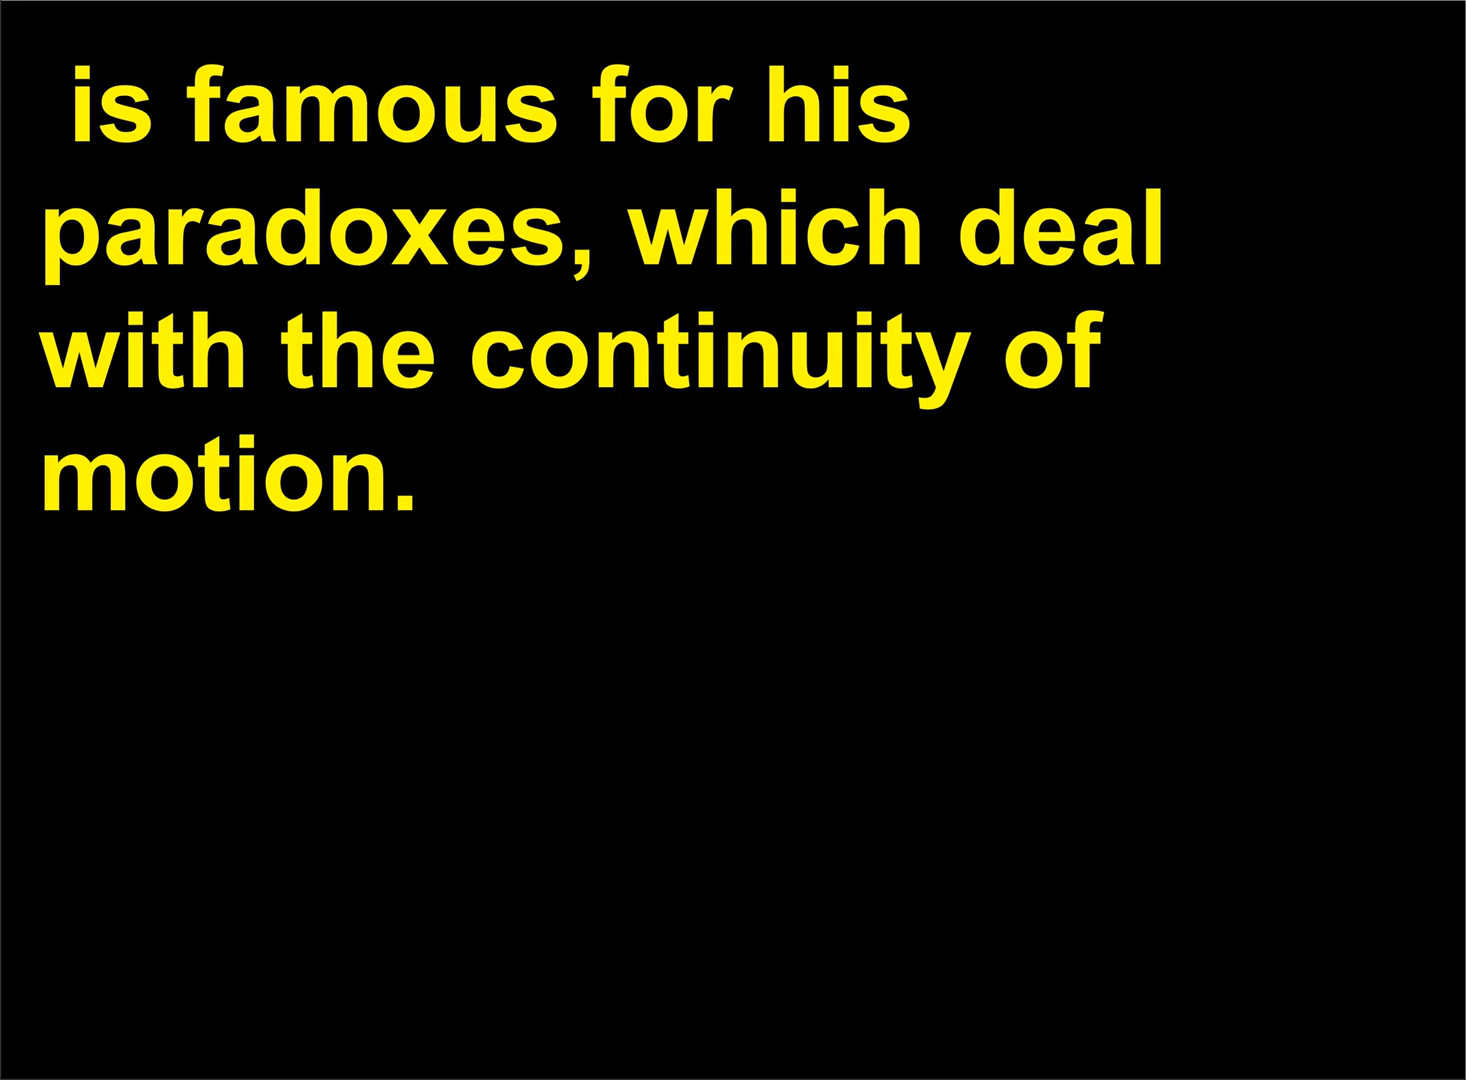 is famous for his
paradoxes, which deal
with the continuity of
motion.